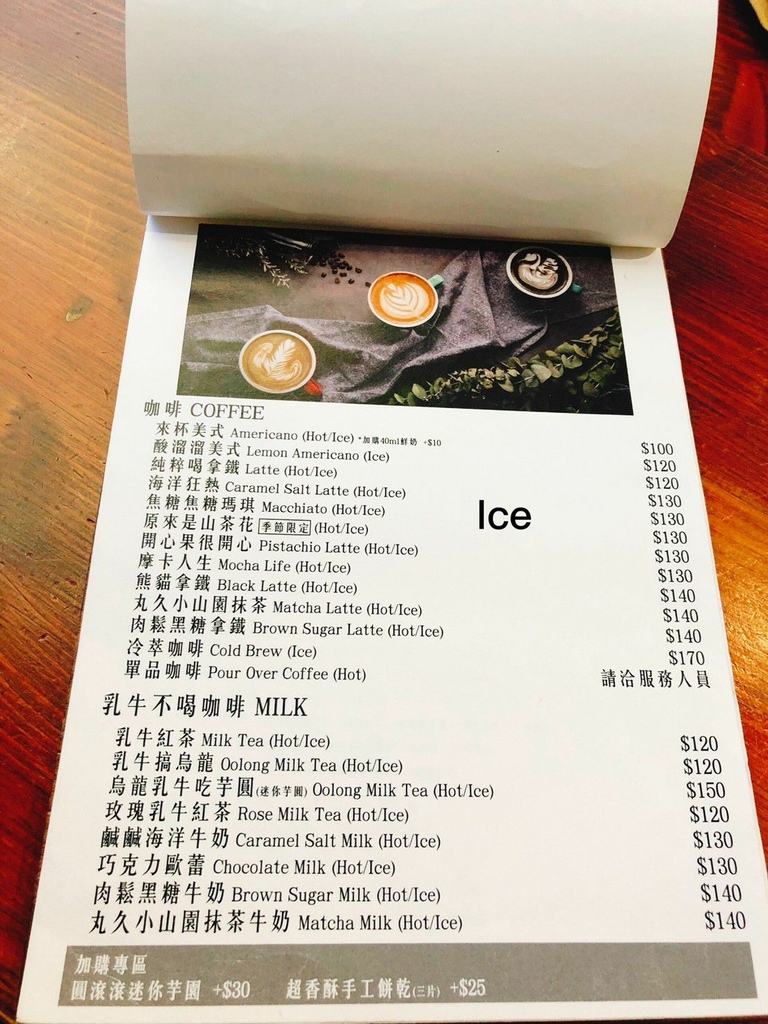 咖啡 COFFEE
來杯美式 Americano (Hot/Ice) *加購40ml鮮奶 +$10 $100
酸溜溜美式 Lemon Americano (Ice) $120
純粹喝拿鐵 Latte (Hot/Ice) $120
海洋狂熱 Caramel Salt Latte (Hot/Ice) $130
焦糖焦糖瑪琪 Macchiato (Hot/Ice) $130
Ice
原來是山茶花 季節限定 (Hot/Ice) $130
開心果很開心 Pistachio Latte (Hot/Ice) $130
摩卡人生 Mocha Life (Hot/Ice) $130
熊貓拿鐵 Black Latte (Hot/Ice) $140
丸久小山園抹茶 Matcha Latte (Hot/Ice) $140
肉鬆黑糖拿鐵 Brown Sugar Latte (Hot/Ice) $140
冷萃咖啡 Cold Brew (Ice) $170
單品咖啡 Pour Over Coffee (Hot) 請洽服務人員
乳牛不喝咖啡 MILK
乳牛紅茶 Milk Tea (Hot/Ice) $120
乳牛搞烏龍 Oolong Milk Tea (Hot/Ice) $120
烏龍乳牛吃芋圓(迷你芋圓) Oolong Milk Tea (Hot/Ice) $150
玫瑰乳牛紅茶 Rose Milk Tea (Hot/Ice) $120
鹹鹹海洋牛奶 Caramel Salt Milk (Hot/Ice) $130
巧克力歐蕾 Chocolate Milk (Hot/Ice) $130
肉鬆黑糖牛奶 Brown Sugar Milk (Hot/Ice) $140
丸久小山園抹茶牛奶 Matcha Milk (Hot/Ice) $140
加購專區
圓滾滾迷你芋圓 +$30 超香酥手工餅乾(三片) +$25